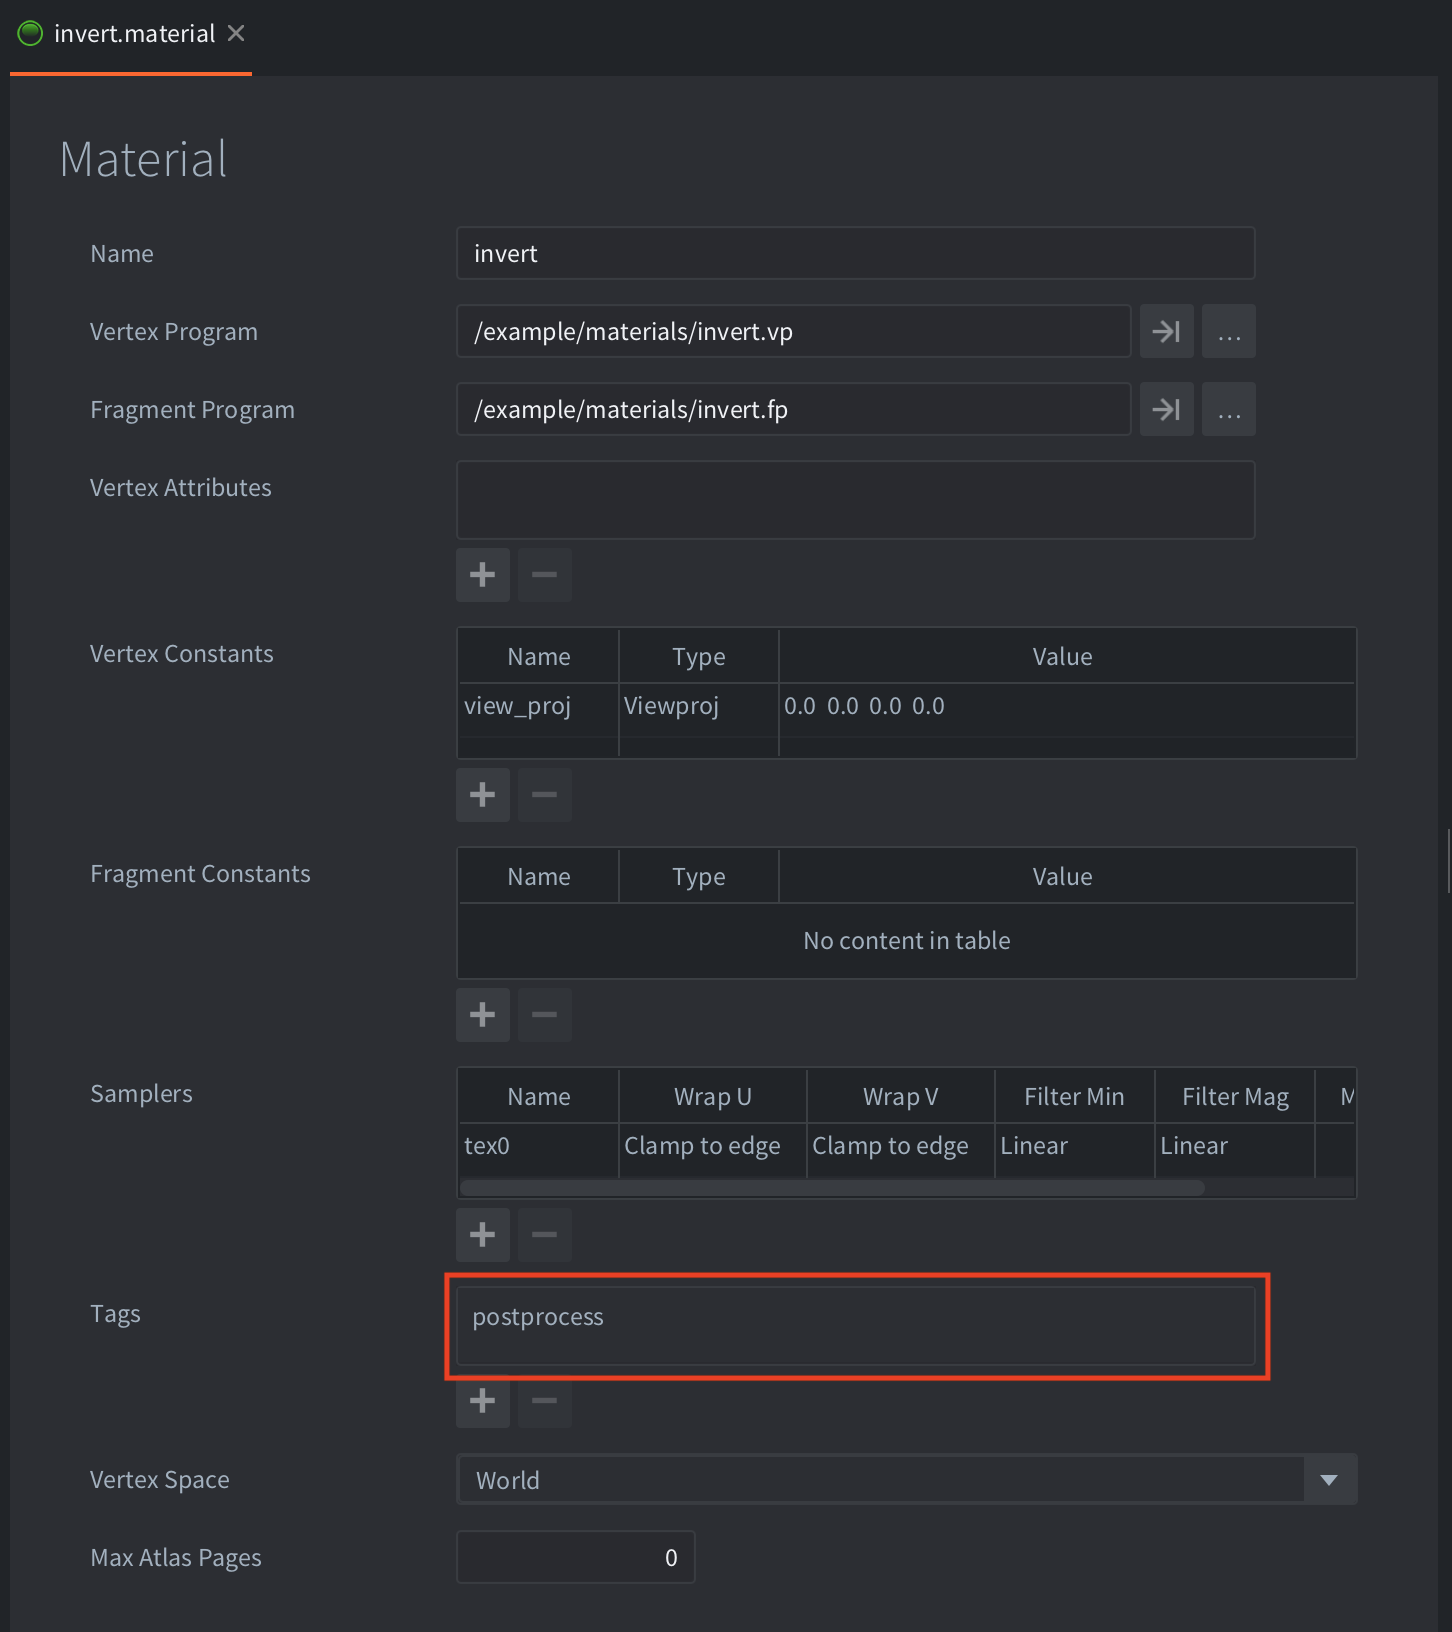 invert.material
Material
Name
invert
Vertex Program
/example/materials/invert.vp
...
Fragment Program
/example/materials/invert.fp
...
Vertex Attributes
Vertex Constants
Name Type Value
view_proj Viewproj 0.0 0.0 0.0 0.0
Fragment Constants
Name Type Value
No content in table
Samplers
Name Wrap U Wrap V Filter Min Filter Mag
tex0 Clamp to edge Clamp to edge Linear Linear
Tags
postprocess
Vertex Space
World
Max Atlas Pages
0